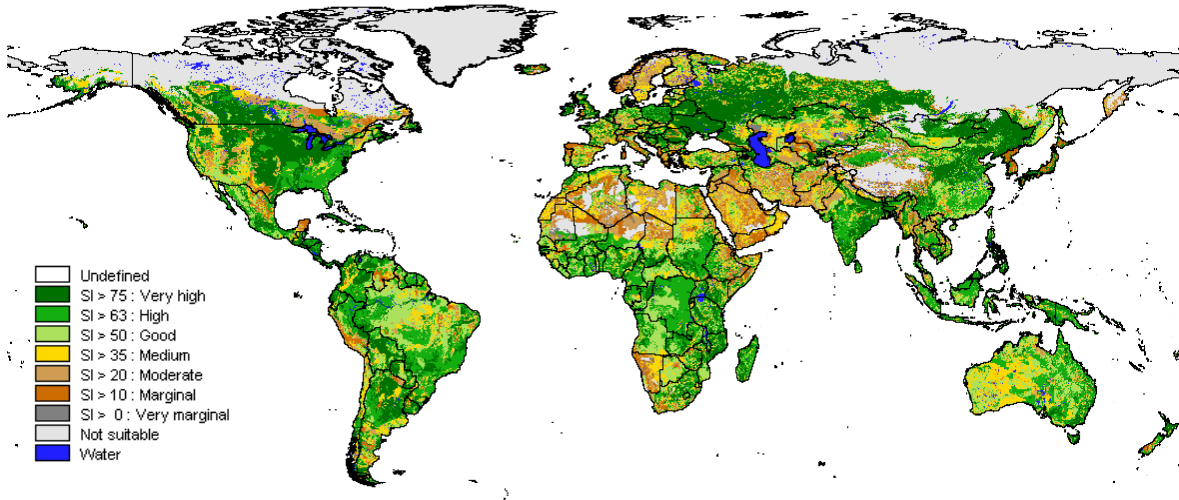 Undefined
SI > 75 : Very high
SI > 63 : High
SI > 50 : Good
SI > 35 : Medium
SI > 20 : Moderate
SI > 10 : Marginal
SI > 0 : Very marginal
Not suitable
Water